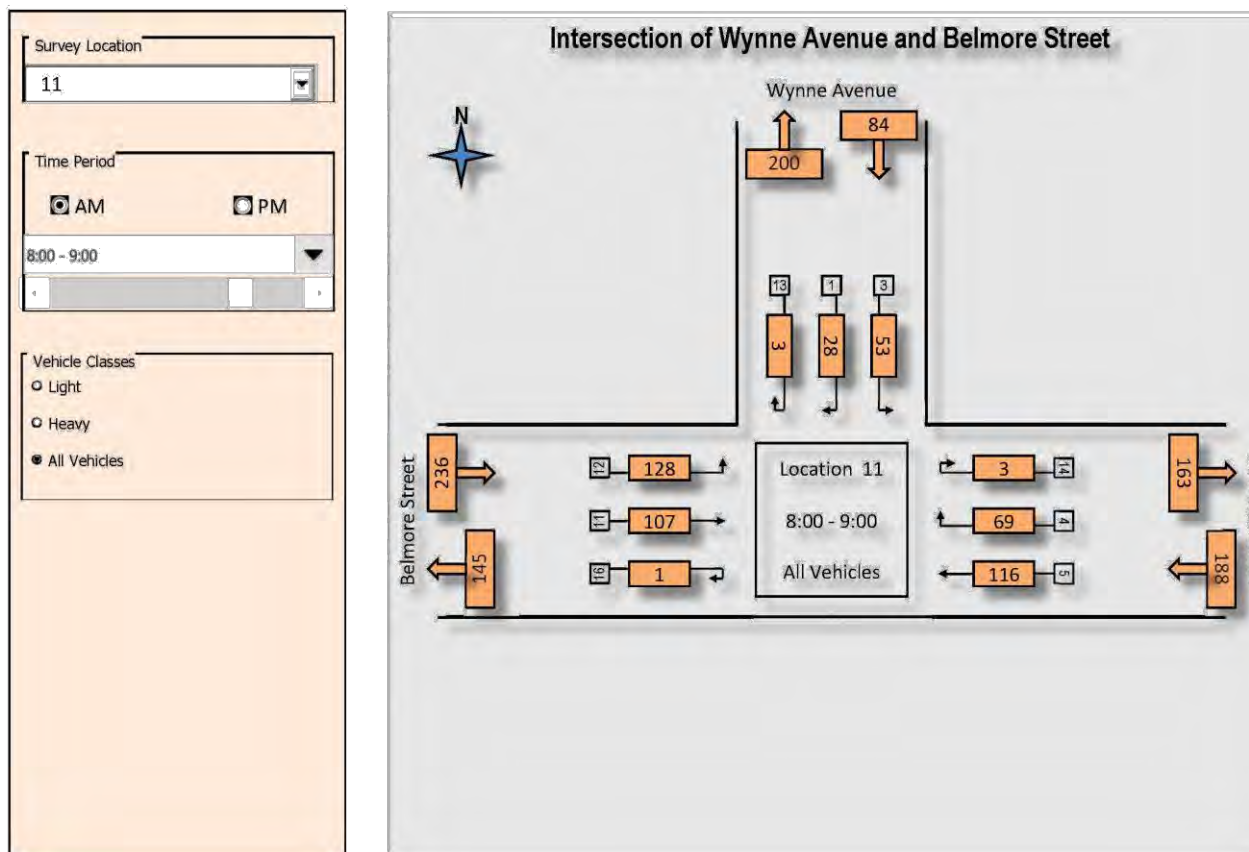 Survey Location
11
Time Period
AM
PM
8:00 - 9:00
Vehicle Classes
Light
Heavy
All Vehicles
Intersection of Wynne Avenue and Belmore Street
Wynne Avenue
N
200
84
13
1
3
3
28
53
Belmore Street
236
145
12
128
11
107
16
1
Location 11
8:00 - 9:00
All Vehicles
3
14
69
4
116
5
163
188